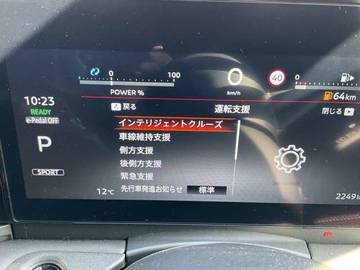 0
100
POWER %
0
km/h
40
0
64km
10:23
READY
e-Pedal OFF
戻る
運転支援
閉じる
P
SPORT
インテリジェントクルーズ
車線維持支援
側方支援
後側方支援
緊急支援
先行車発進お知らせ 標準
12℃
2249k